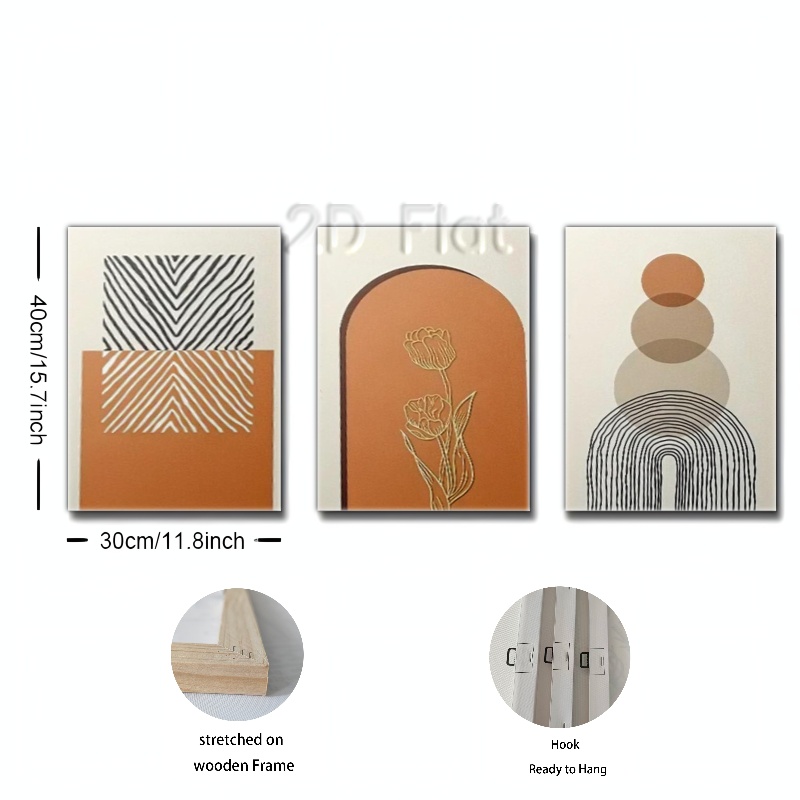 2D Flat
40cm/15.7inch
30cm/11.8inch
stretched on
wooden Frame
Hook
Ready to Hang